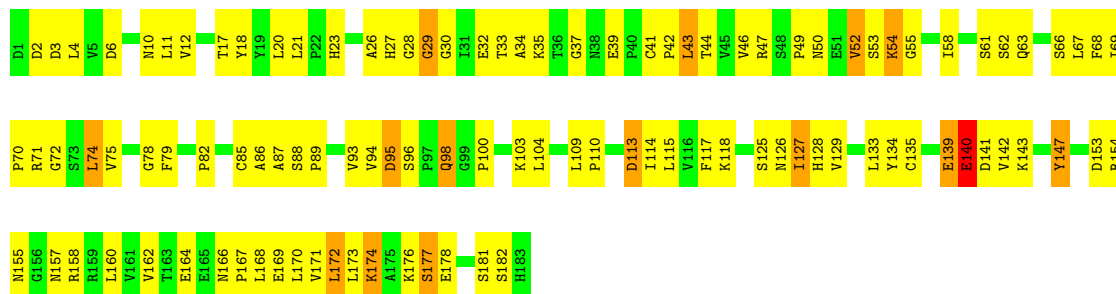 D1 D2 D3 L4 V5 D6 N10 L11 V12 T17 Y18 Y19 L20 L21 P22 H23 A26 H27 G28 G29 G30 I31 E32 T33 A34 K35 T36 G37 N38 E39 P40 C41 P42 L43 T44 V45 V46 R47 S48 P49 N50 E51 V52 S53 K54 G55 I58 S61 S62 Q63 S66 L67 F68 I69
P70 R71 G72 S73 L74 V75 G78 F79 P82 C85 A86 A87 S88 P89 V93 V94 D95 S96 P97 Q98 G99 P100 K103 L104 L109 P110 D113 I114 L115 V116 F117 K118 S125 N126 I127 H128 V129 L133 Y134 C135 E139 E140 D141 V142 K143 Y147 D153 R154
N155 G156 N157 R158 R159 L160 V161 V162 T163 E164 E165 N166 P167 L168 E169 L170 V171 L172 L173 K174 A175 K176 S177 E178 S181 S182 H183